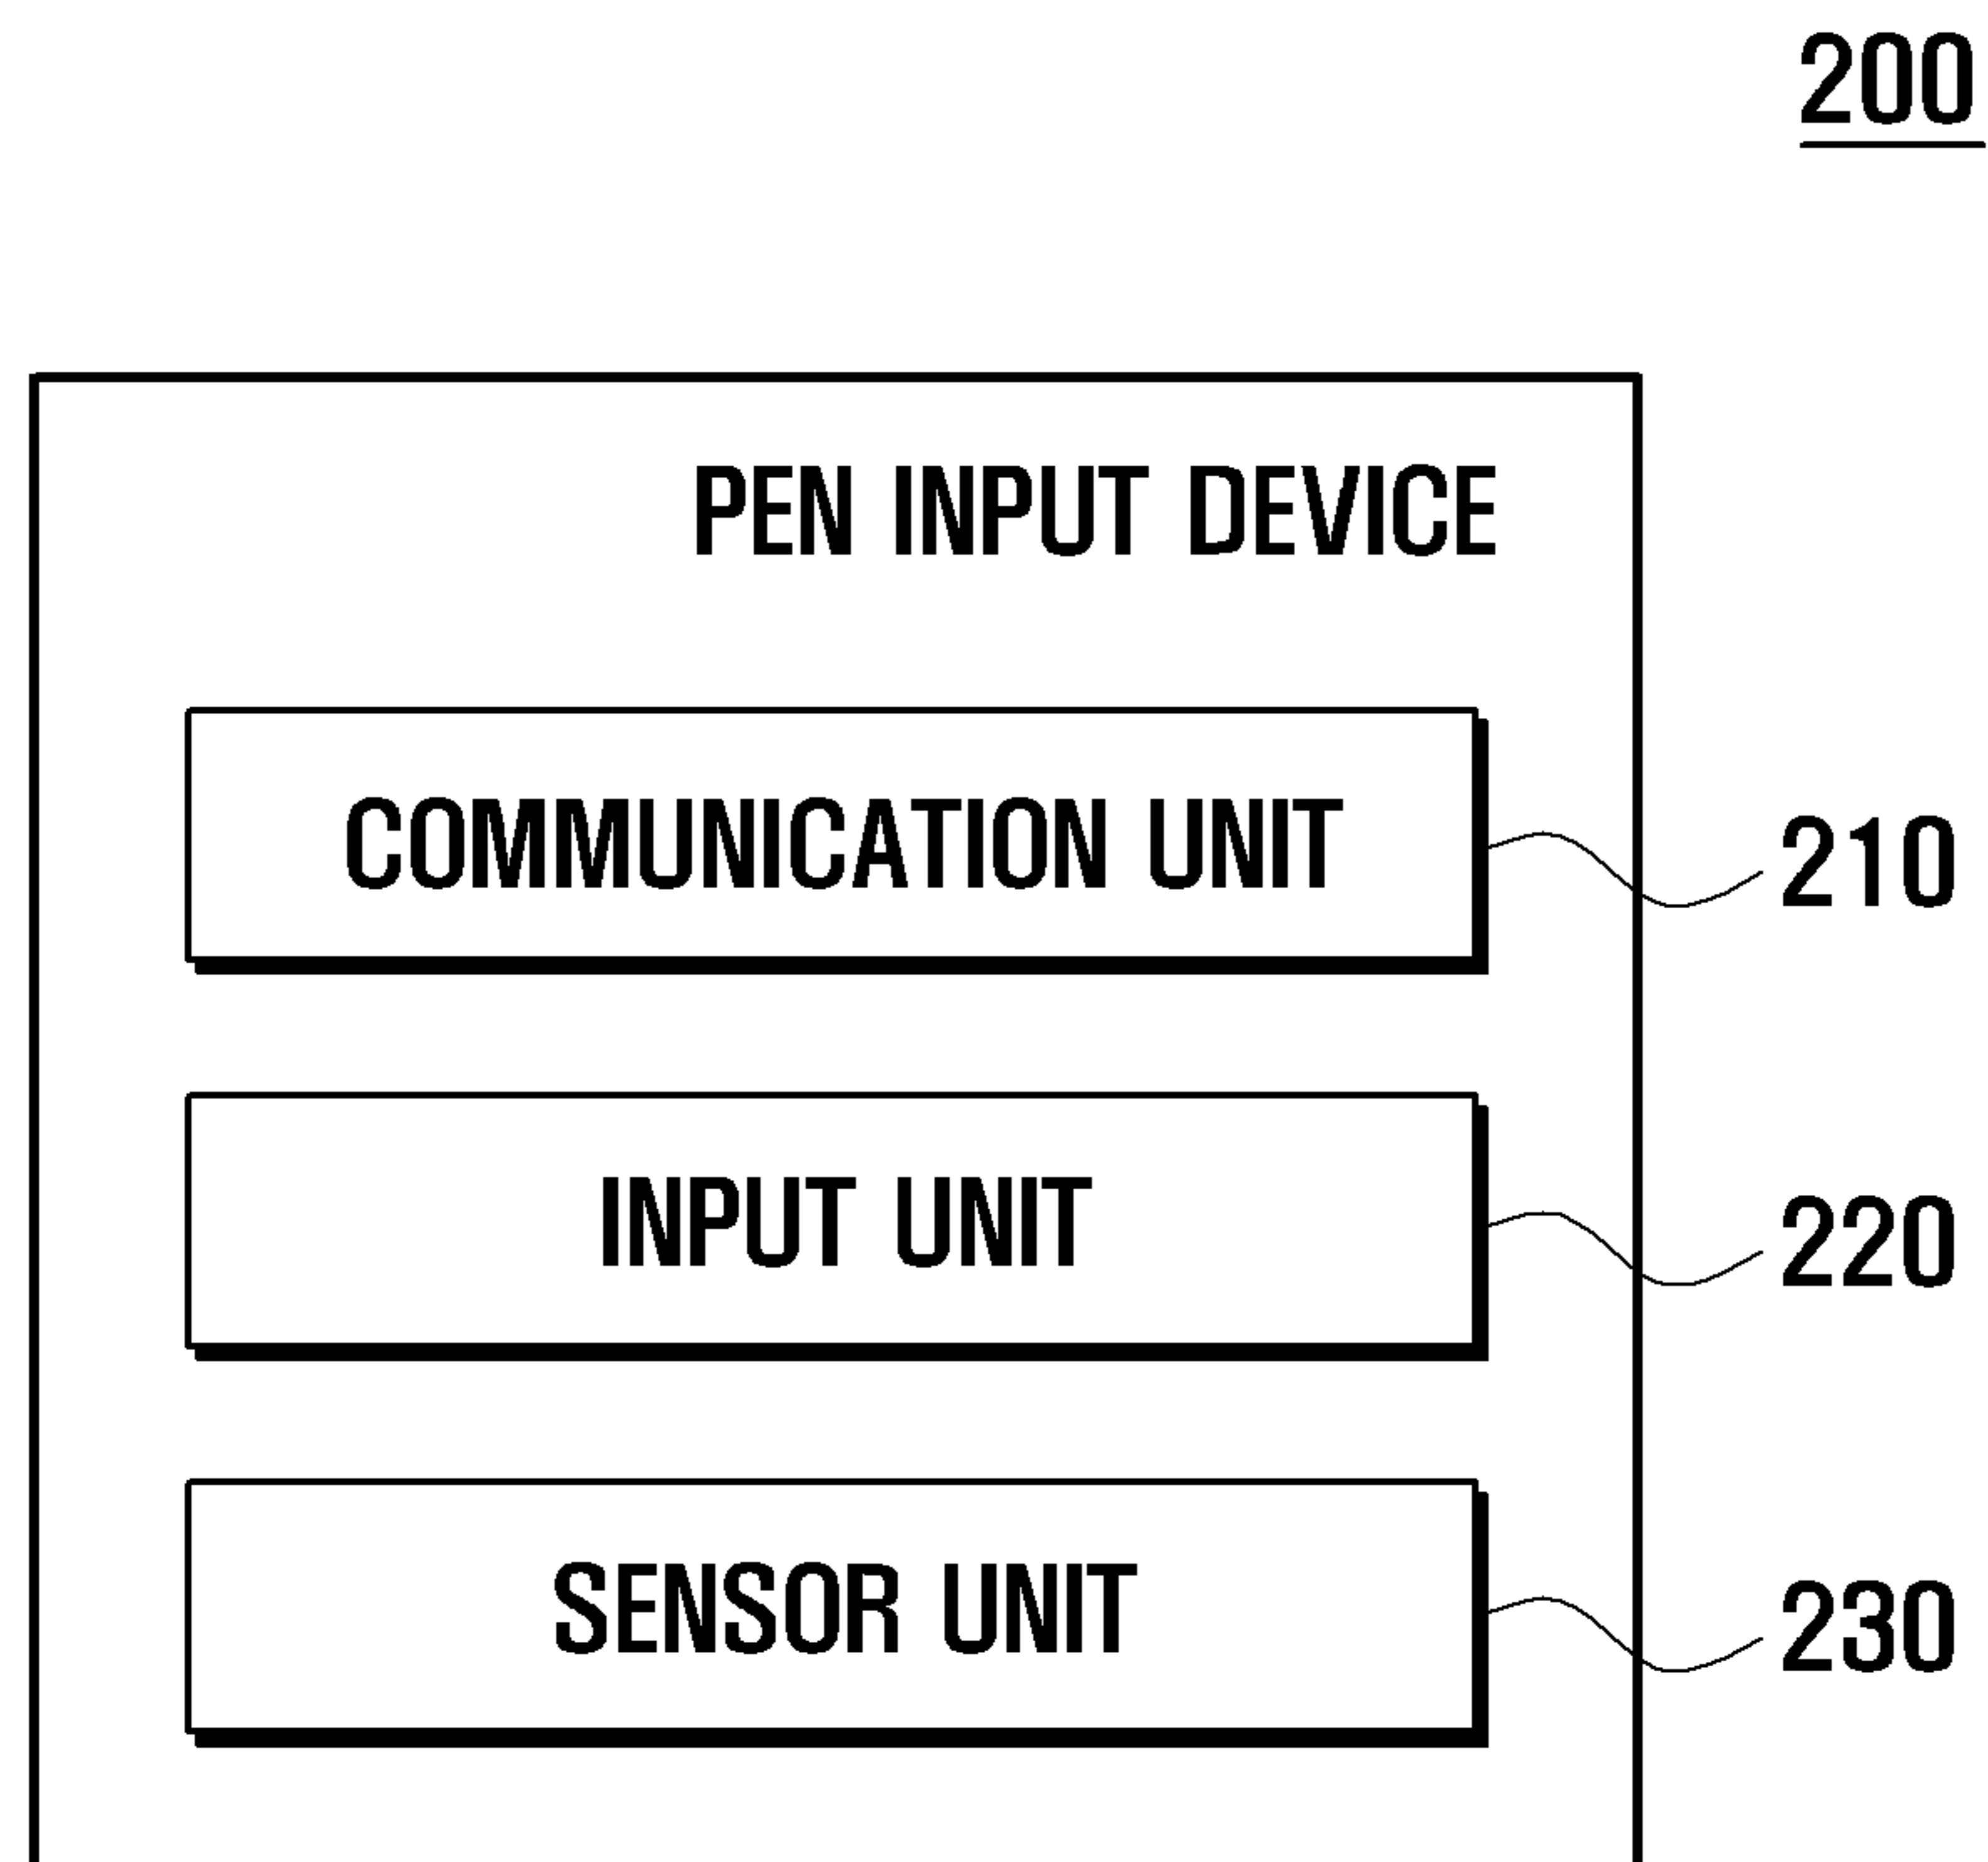 200
PEN INPUT DEVICE
COMMUNICATION UNIT
210
INPUT UNIT
220
SENSOR UNIT
230